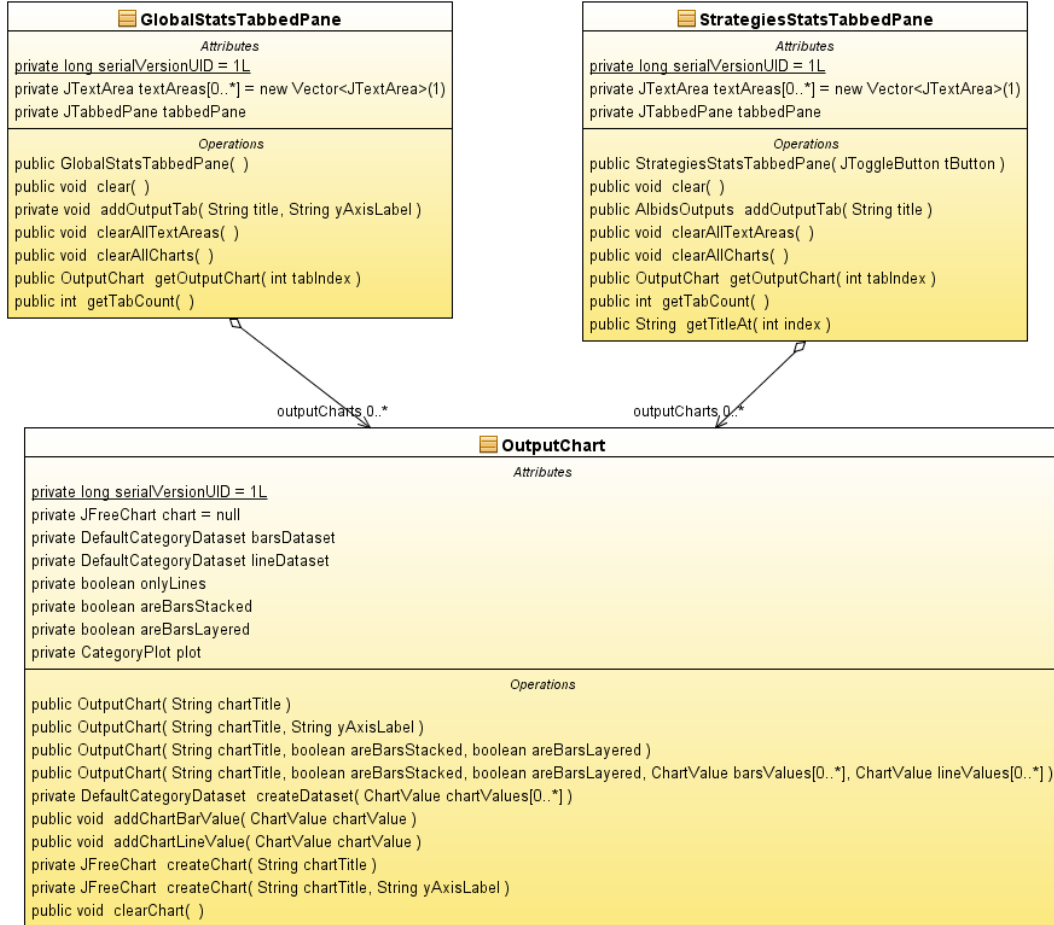 GlobalStatsTabbedPane
Attributes
private long serialVersionUID = 1L
private JTextArea textAreas[0..*] = new Vector<JTextArea>(1)
private JTabbedPane tabbedPane
Operations
public GlobalStatsTabbedPane( )
public void clear( )
private void addOutputTab( String title, String yAxisLabel )
public void clearAllTextAreas( )
public void clearAllCharts( )
public OutputChart getOutputChart( int tabIndex )
public int getTabCount( )
StrategiesStatsTabbedPane
Attributes
private long serialVersionUID = 1L
private JTextArea textAreas[0..*] = new Vector<JTextArea>(1)
private JTabbedPane tabbedPane
Operations
public StrategiesStatsTabbedPane( JToggleButton tButton )
public void clear( )
public AlbidsOutputs addOutputTab( String title )
public void clearAllTextAreas( )
public void clearAllCharts( )
public OutputChart getOutputChart( int tabIndex )
public int getTabCount( )
public String getTitleAt( int index )
outputCharts 0..*
outputCharts 0..*
OutputChart
Attributes
private long serialVersionUID = 1L
private JFreeChart chart = null
private DefaultCategoryDataset barsDataset
private DefaultCategoryDataset lineDataset
private boolean onlyLines
private boolean areBarsStacked
private boolean areBarsLayered
private CategoryPlot plot
Operations
public OutputChart( String chartTitle )
public OutputChart( String chartTitle, String yAxisLabel )
public OutputChart( String chartTitle, boolean areBarsStacked, boolean areBarsLayered )
public OutputChart( String chartTitle, boolean areBarsStacked, boolean areBarsLayered, ChartValue barsValues[0..*], ChartValue lineValues[0..*] )
private DefaultCategoryDataset createDataset( ChartValue chartValues[0..*] )
public void addChartBarValue( ChartValue chartValue )
public void addChartLineValue( ChartValue chartValue )
private JFreeChart createChart( String chartTitle )
private JFreeChart createChart( String chartTitle, String yAxisLabel )
public void clearChart( )